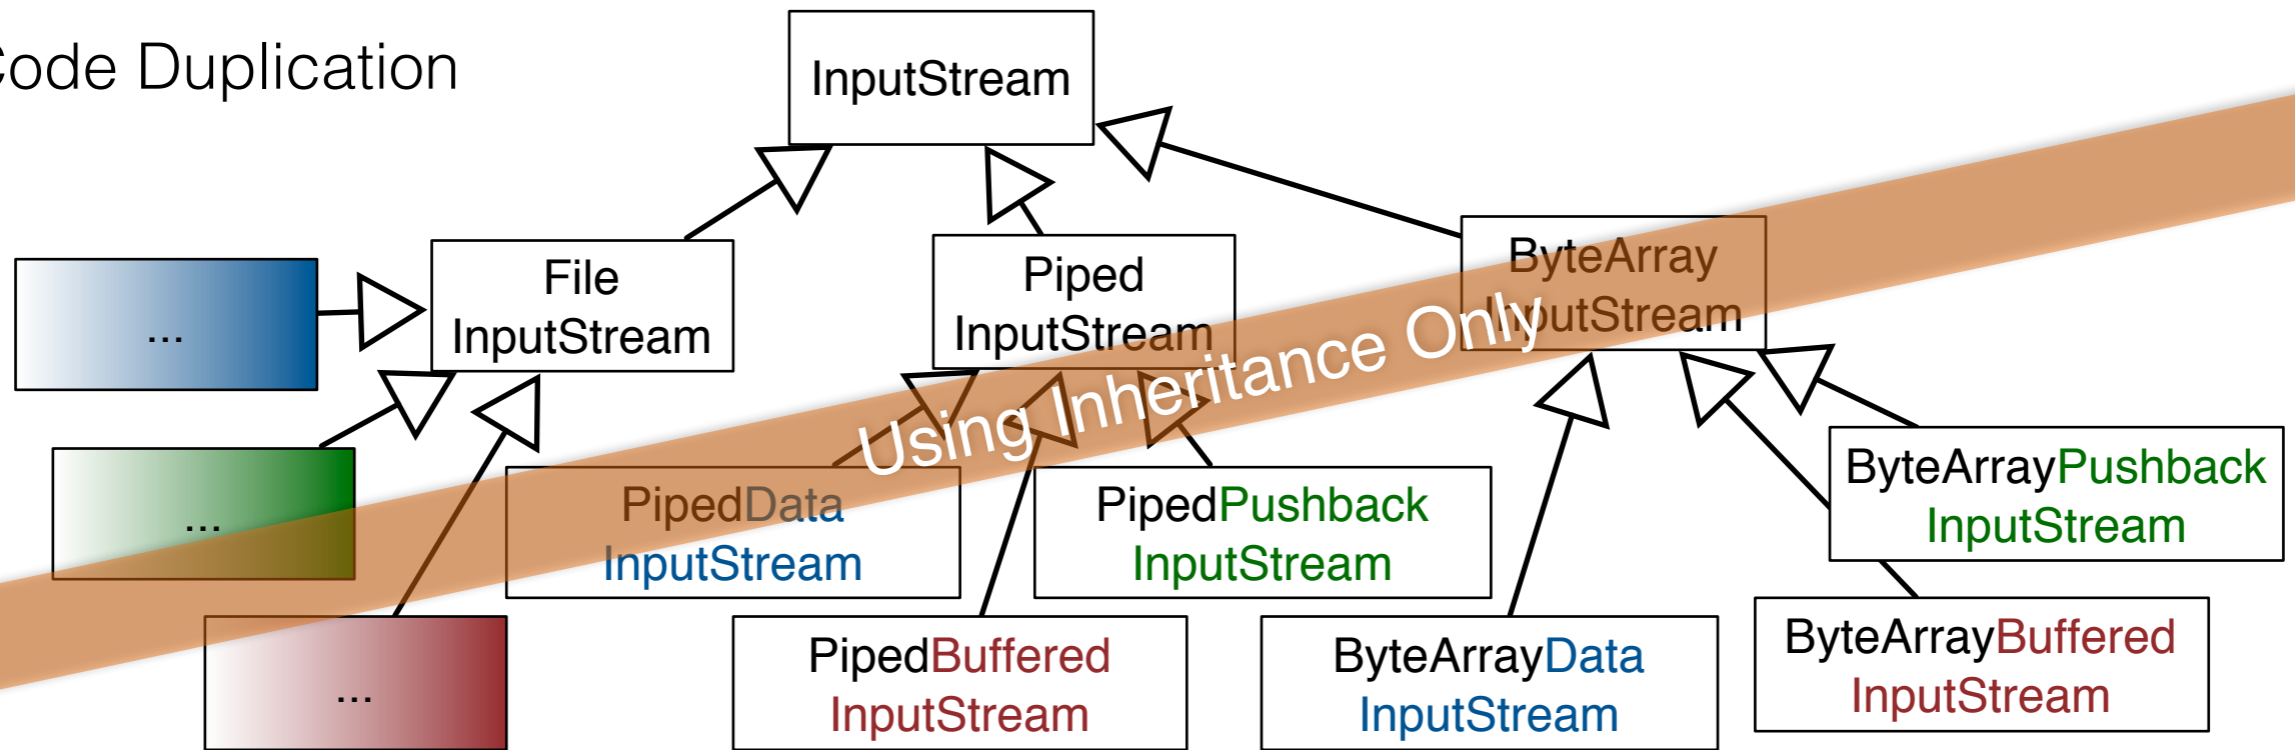 Code Duplication
InputStream
File
InputStream
Piped
InputStream
ByteArray
InputStream
...
...
...
Using Inheritance Only
PipedData
InputStream
PipedPushback
InputStream
ByteArrayPushback
InputStream
PipedBuffered
InputStream
ByteArrayData
InputStream
ByteArrayBuffered
InputStream